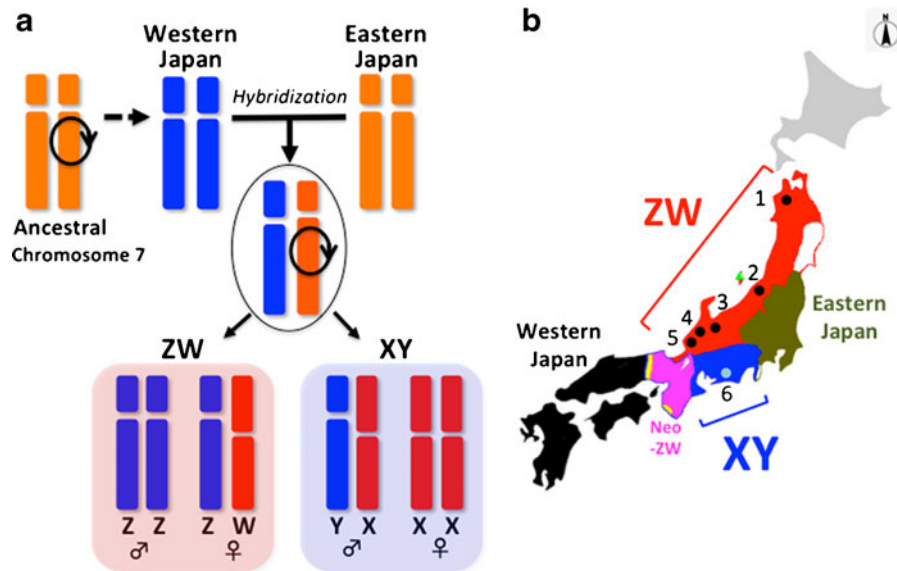 a
Western
Japan
Eastern
Japan
Hybridization
Ancestral
Chromosome 7
ZW
XY
Z Z Z W
♂ ♀
Y X X X
♂ ♀
b
N
ZW
1
2
3
4
5
Eastern
Japan
Western
Japan
6
Neo
-ZW
XY